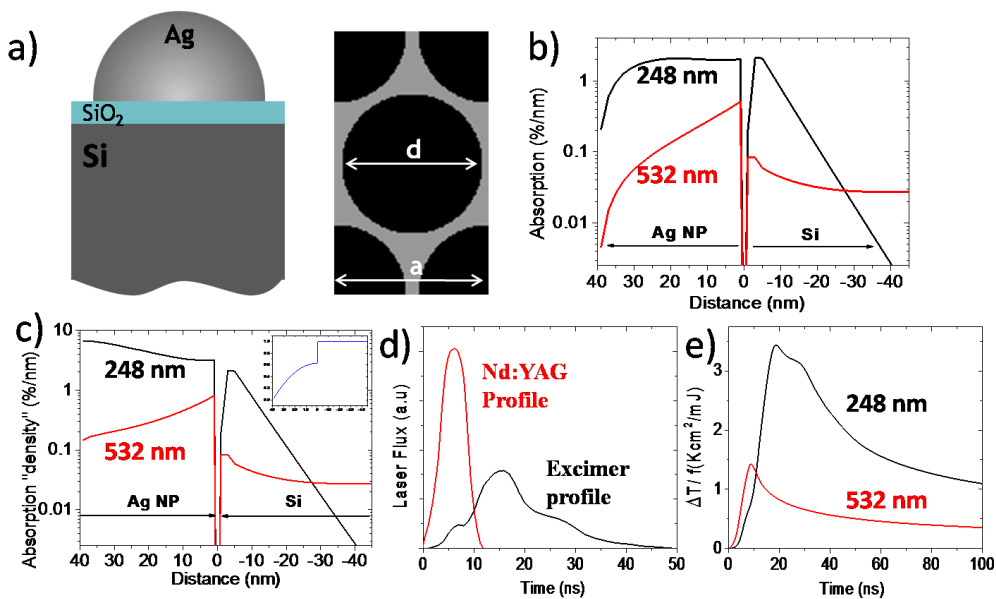 a)
Ag
SiO2
Si
d
a
b)
Absorption (%/nm)
1
0.1
0.01
248 nm
532 nm
Ag NP
Si
40 30 20 10 0 -10 -20 -30 -40
Distance (nm)
c)
Absorption "density" (%/nm)
10
1
0.1
0.01
248 nm
532 nm
Ag NP
Si
40 30 20 10 0 -10 -20 -30 -40
Distance (nm)
d)
Laser Flux (a.u)
Nd:YAG
Profile
Excimer
profile
0 10 20 30 40 50
Time (ns)
e)
ΔT/ f(Kcm²/mJ)
4
3
2
1
0
248 nm
532 nm
0 20 40 60 80 100
Time (ns)